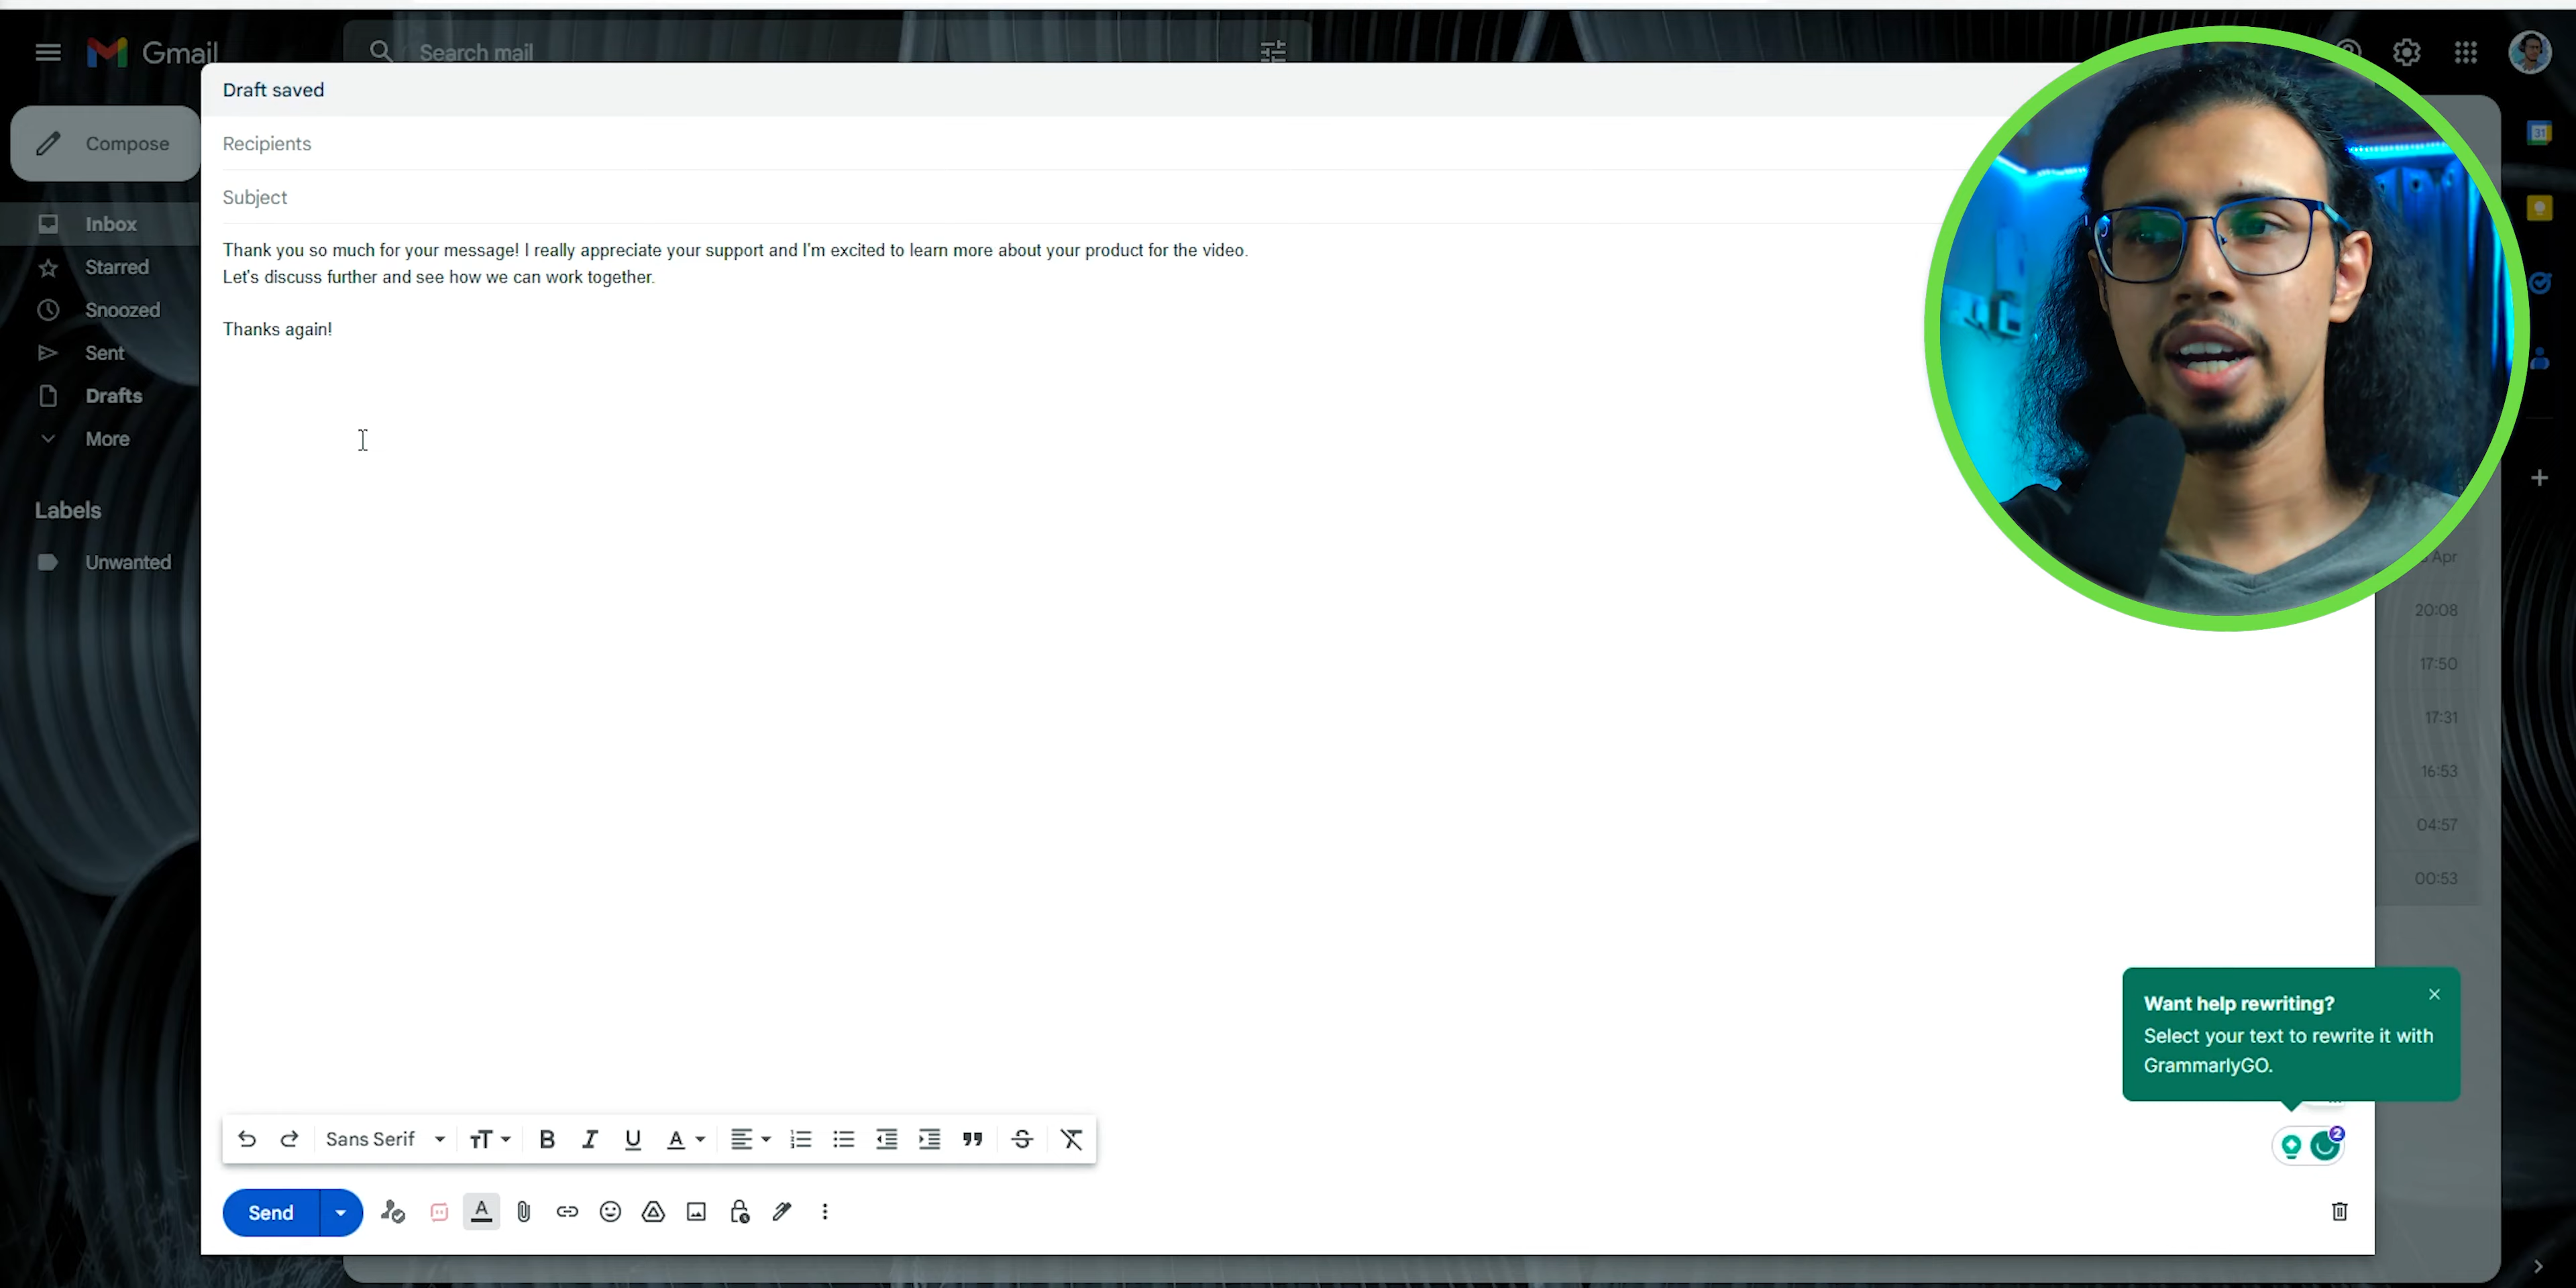 Gmail
Search mail
Draft saved
Compose
Recipients
Subject
Inbox
Starred
Snoozed
Sent
Drafts
More
Labels
Unwanted
Thank you so much for your message! I really appreciate your support and I'm excited to learn more about your product for the video.
Let's discuss further and see how we can work together.
Thanks again!
31
Apr
20:08
17:50
17:31
16:53
04:57
00:53
Want help rewriting?
Select your text to rewrite it with
GrammarlyGO.
2
Sans Serif
Send